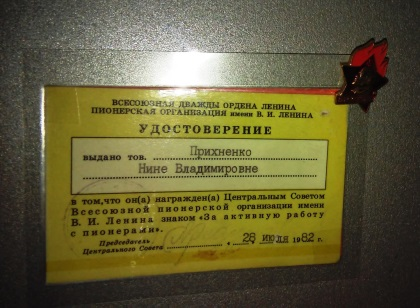 ВСЕСОЮЗНАЯ ДВАЖДЫ ОРДЕНА ЛЕНИНА
ПИОНЕРСКАЯ ОРГАНИЗАЦИЯ имени В. И. ЛЕНИНА
УДОСТОВЕРЕНИЕ
Прихненко
выдано тов.
Нине Владимировне
в том,что он(а) награжден(а) Центральным Советом
Всесоюзной пионерской организации имени
В. И. Ленина знаком «За активную работу
с пионерами».
Председатель
Центрального Совета
28 июля 1982 г.